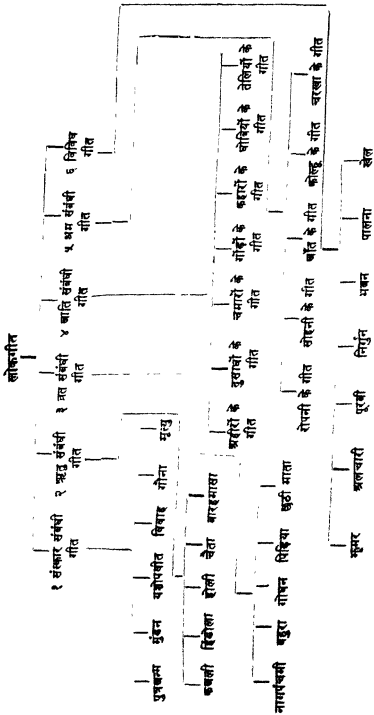 लोकगीत
१ संस्कार संबंधी गीत
२ ऋतु संबंधी गीत
३ व्रत संबंधी गीत
४ जाति संबंधी गीत
५ श्रम संबंधी गीत
६ विविध गीत
पुत्रजन्म मुंडन यज्ञोपवीत विवाह गौना मृत्यु
कजली हिंडोला होली चैता बारहमासा
नागपंचमी बहुरा गोधन पिंड़िया छठी माता
अहीरों के गीत
दुसाधों के गीत
चमारों के गीत
गोंडों के गीत
कहारों के गीत
धोबियों के गीत
तेलियों के गीत
रोपनी के गीत सोहनी के गीत जाँत के गीत कोल्हू के गीत चरखा के गीत
झूमर अलचारी पूरबी निर्गुन भजन पालना खेल